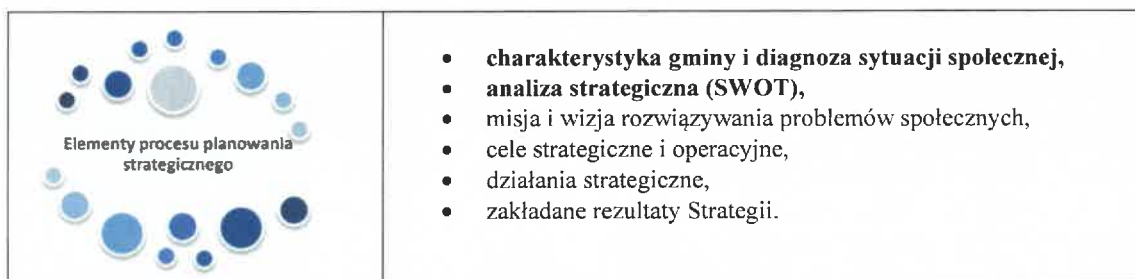 Elementy procesu planowania
strategicznego
• charakterystyka gminy i diagnoza sytuacji społecznej,
• analiza strategiczna (SWOT),
• misja i wizja rozwiązywania problemów społecznych,
• cele strategiczne i operacyjne,
• działania strategiczne,
• zakładane rezultaty Strategii.